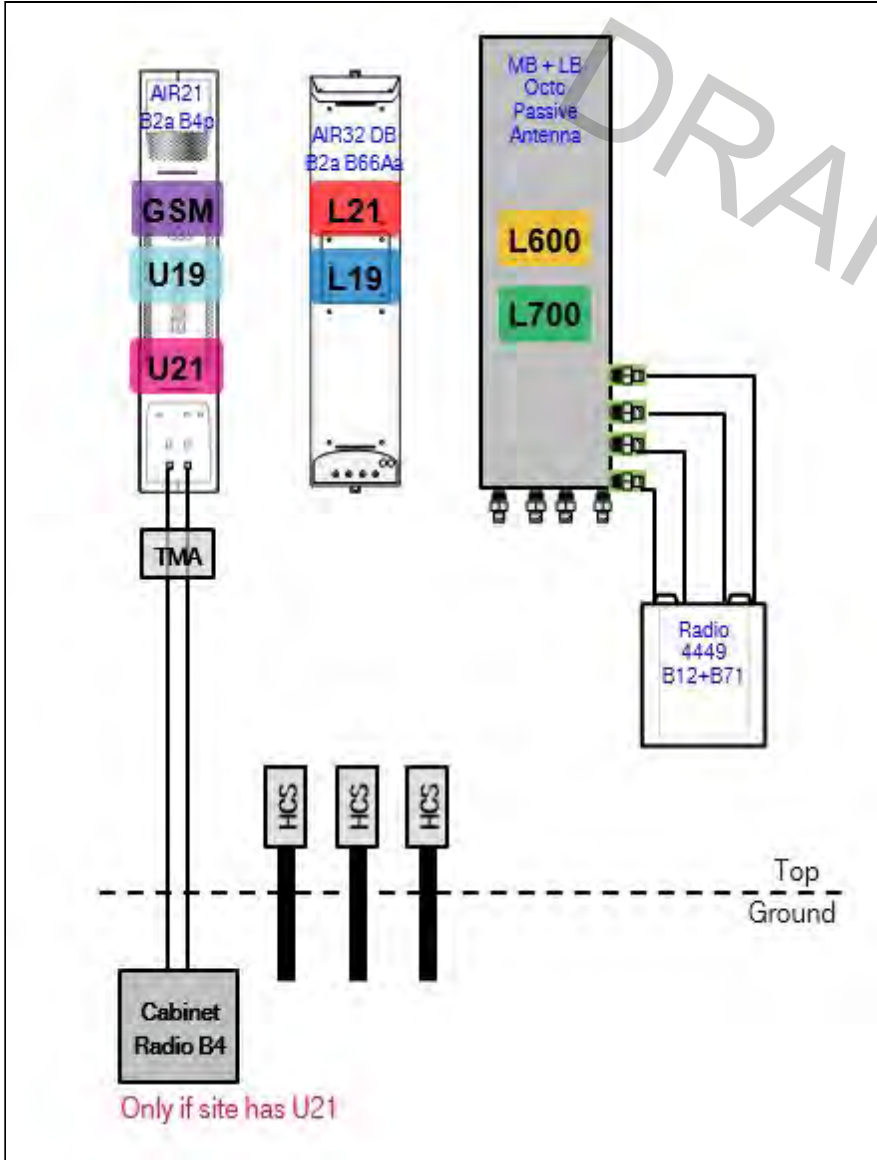 AIR21
B2a B4p
GSM
U19
U21
TMA
AIR32 DB
B2a B66Aa
L21
L19
MB + LB
Octo
Passive
Antenna
L600
L700
Radio
4449
B12+B71
HCS
HCS
HCS
Top
Ground
Cabinet
Radio B4
Only if site has U21